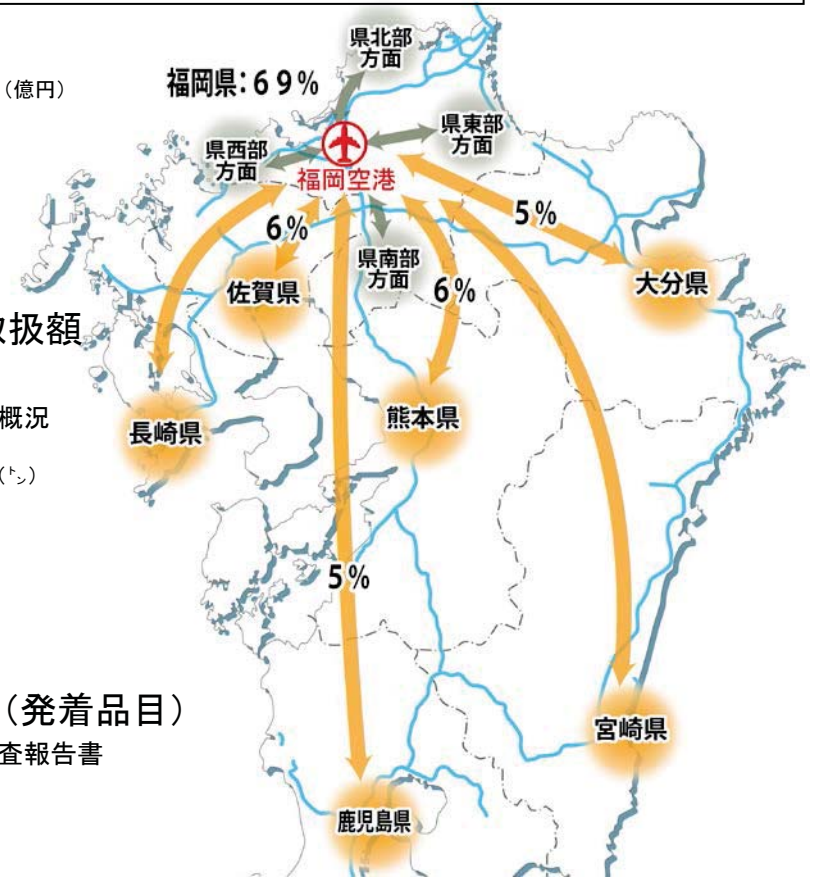 県北部
方面
（億円）
福岡県：６９％
県東部
方面
県西部
方面
福岡空港
5％
6％
県南部
方面
佐賀県
6％
大分県
取扱額
概況
長崎県
熊本県
（㌧）
5％
（発着品目）
査報告書
宮崎県
鹿児島県